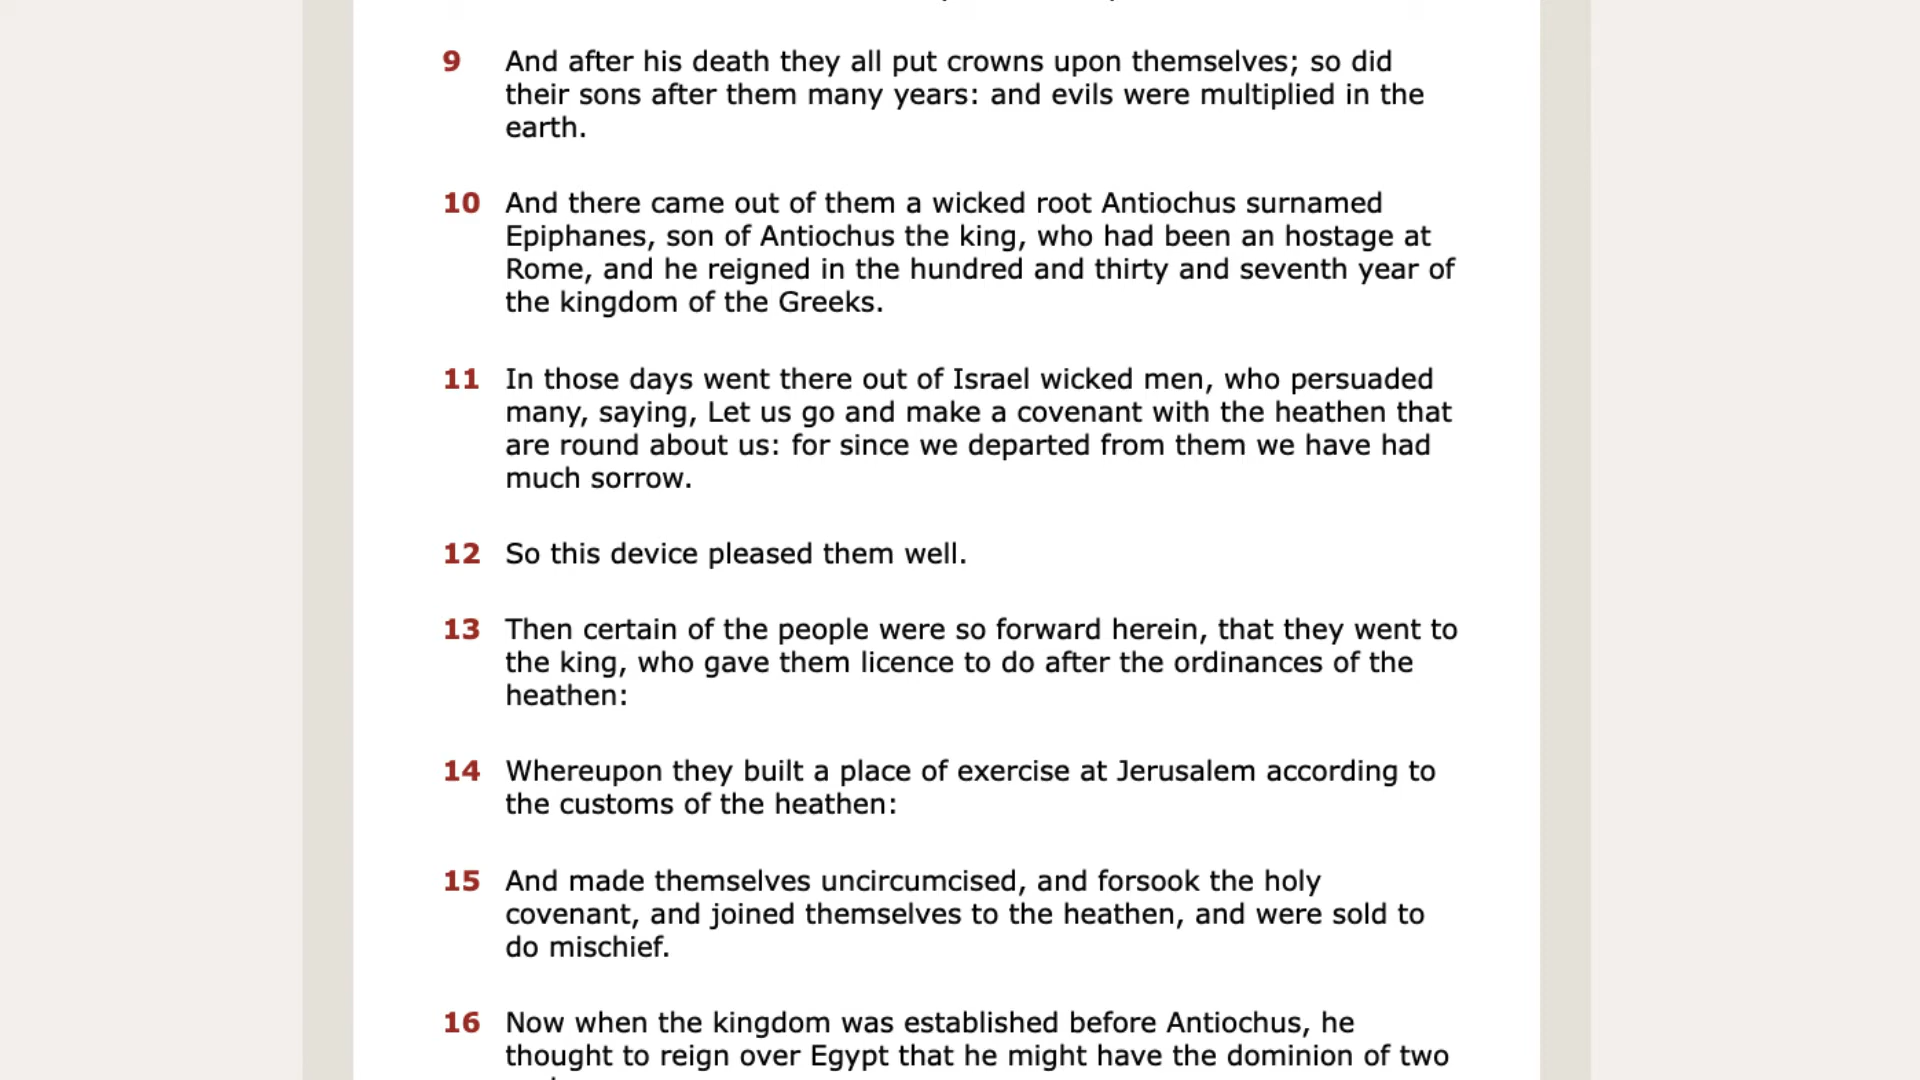 9 And after his death they all put crowns upon themselves; so did
their sons after them many years: and evils were multiplied in the
earth.
10 And there came out of them a wicked root Antiochus surnamed
Epiphanes, son of Antiochus the king, who had been an hostage at
Rome, and he reigned in the hundred and thirty and seventh year of
the kingdom of the Greeks.
11 In those days went there out of Israel wicked men, who persuaded
many, saying, Let us go and make a covenant with the heathen that
are round about us: for since we departed from them we have had
much sorrow.
12 So this device pleased them well.
13 Then certain of the people were so forward herein, that they went to
the king, who gave them licence to do after the ordinances of the
heathen:
14 Whereupon they built a place of exercise at Jerusalem according to
the customs of the heathen:
15 And made themselves uncircumcised, and forsook the holy
covenant, and joined themselves to the heathen, and were sold to
do mischief.
16 Now when the kingdom was established before Antiochus, he
thought to reign over Egypt that he might have the dominion of two